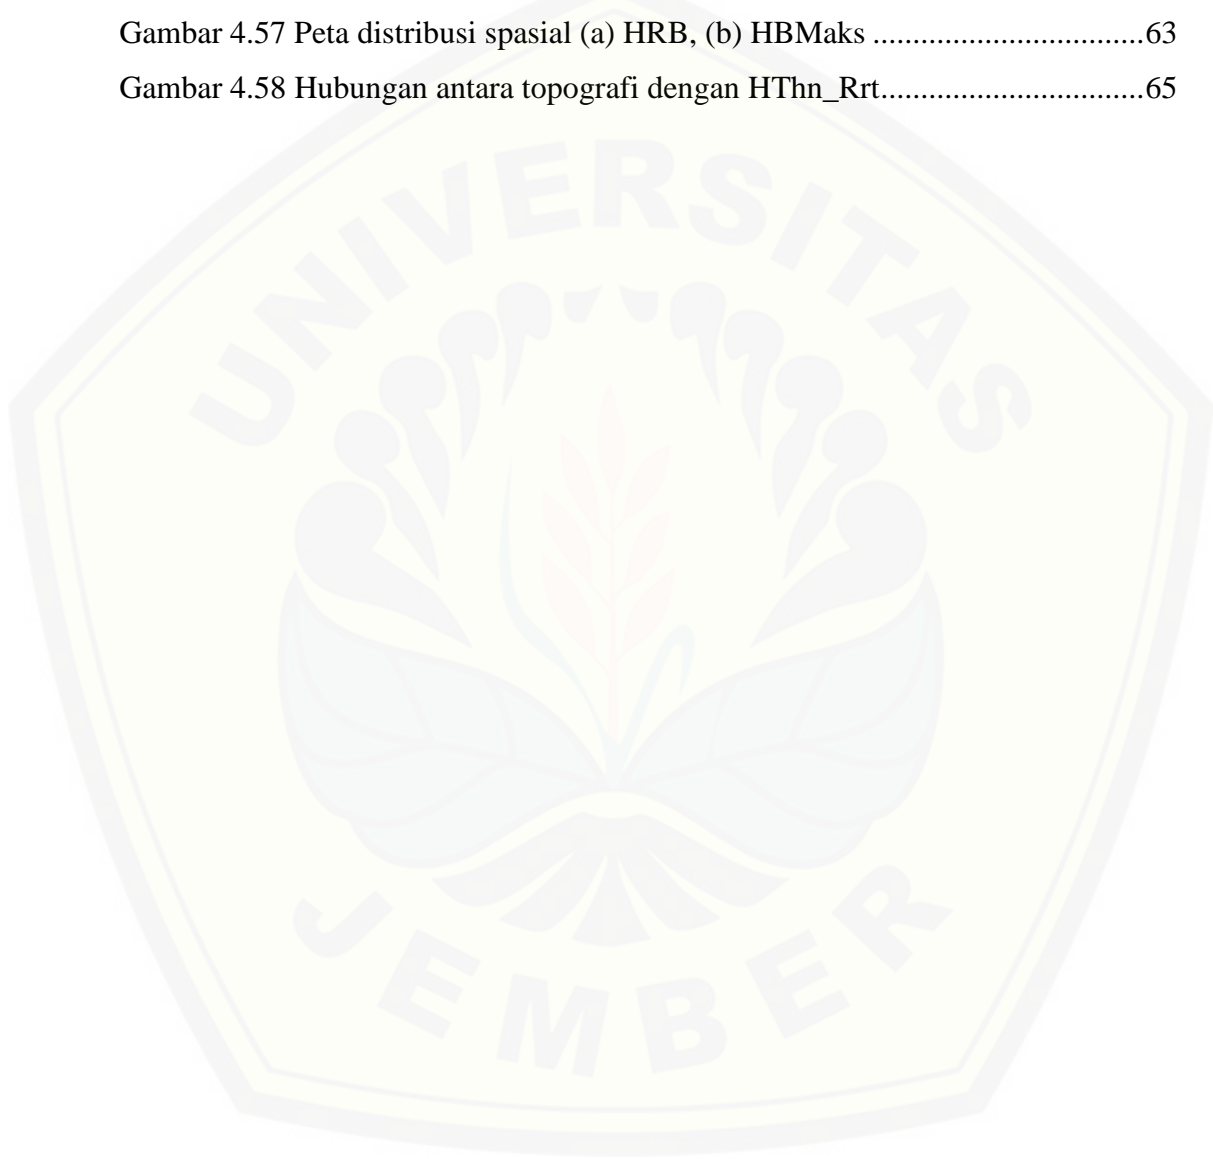 Gambar 4.57 Peta distribusi spasial (a) HRB, (b) HBMaks ..................................63
Gambar 4.58 Hubungan antara topografi dengan HThn_Rrt.................................65
UNIVERSITAS
JEMBER